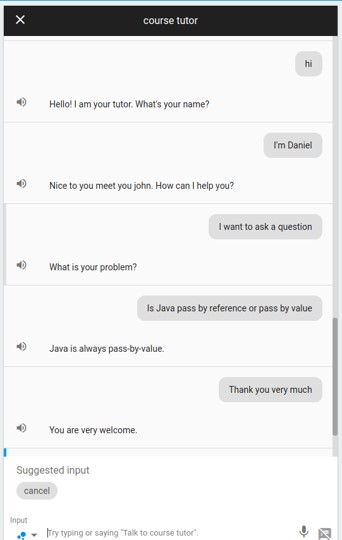 course tutor
hi
Hello! I am your tutor. What's your name?
I'm Daniel
Nice to you meet you john. How can I help you?
I want to ask a question
What is your problem?
Is Java pass by reference or pass by value
Java is always pass-by-value.
Thank you very much
You are very welcome.
Suggested input
cancel
Input
Try typing or saying "Talk to course tutor".